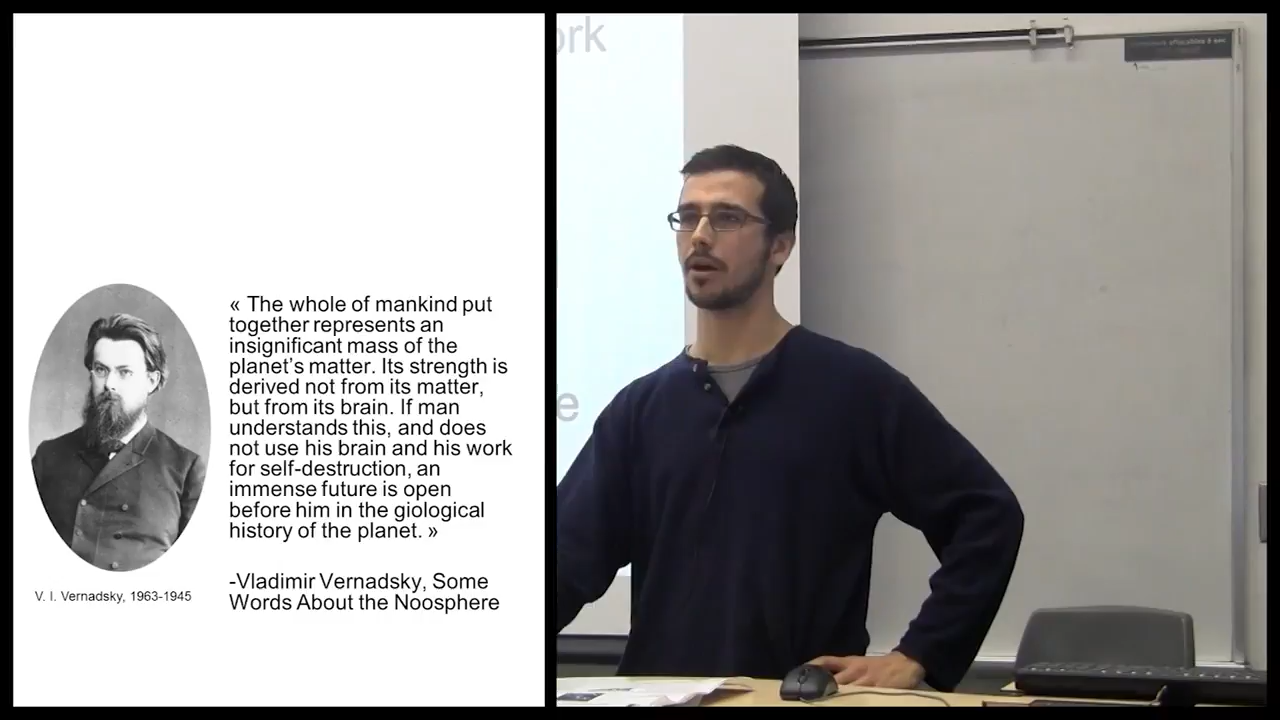 « The whole of mankind put
together represents an
insignificant mass of the
planet's matter. Its strength is
derived not from its matter,
but from its brain. If man
understands this, and does
not use his brain and his work
for self-destruction, an
immense future is open
before him in the giological
history of the planet. »
-Vladimir Vernadsky, Some
Words About the Noosphere
V. I. Vernadsky, 1963-1945
ork
e